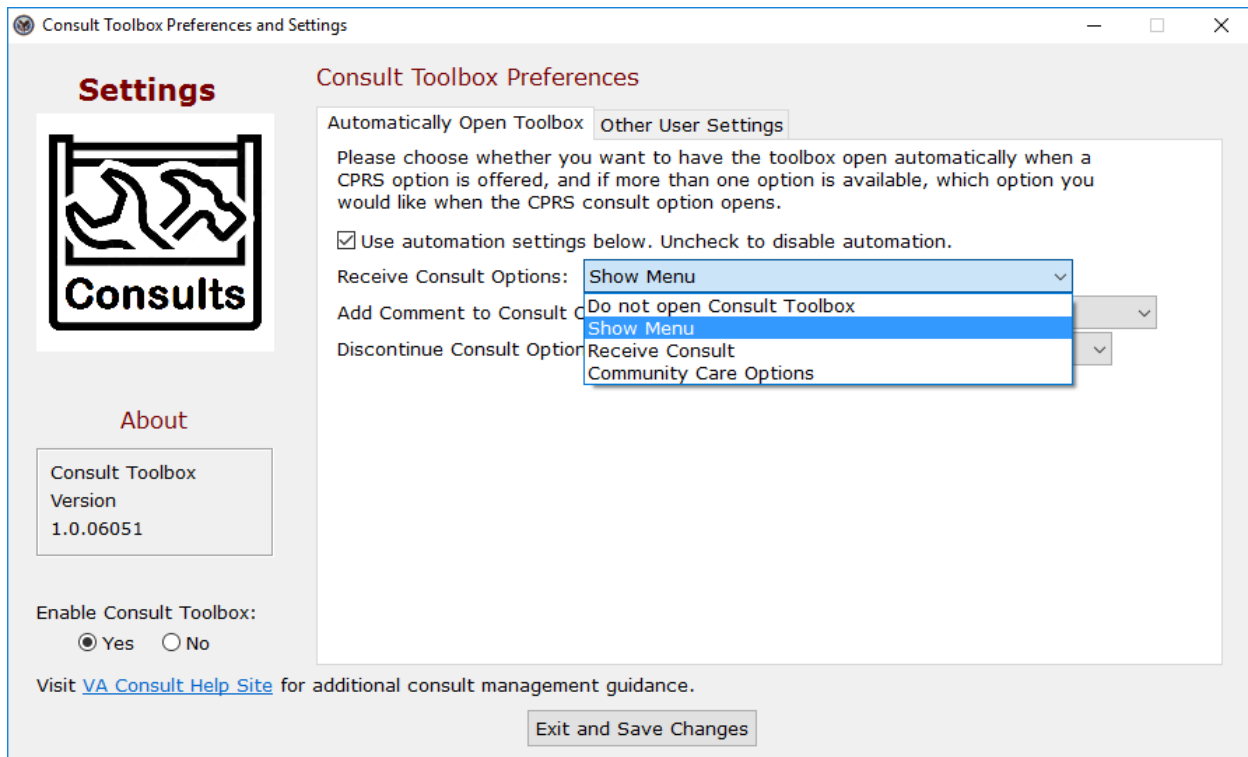 Consult Toolbox Preferences and Settings
Settings
Consults
About
Consult Toolbox
Version
1.0.06051
Enable Consult Toolbox:
Yes No
Consult Toolbox Preferences
Automatically Open Toolbox Other User Settings
Please choose whether you want to have the toolbox open automatically when a
CPRS option is offered, and if more than one option is available, which option you
would like when the CPRS consult option opens.
Use automation settings below. Uncheck to disable automation.
Receive Consult Options: Show Menu
Do not open Consult Toolbox
Show Menu
Receive Consult
Community Care Options
Add Comment to Consult
Discontinue Consult Option
Visit VA Consult Help Site for additional consult management guidance.
Exit and Save Changes